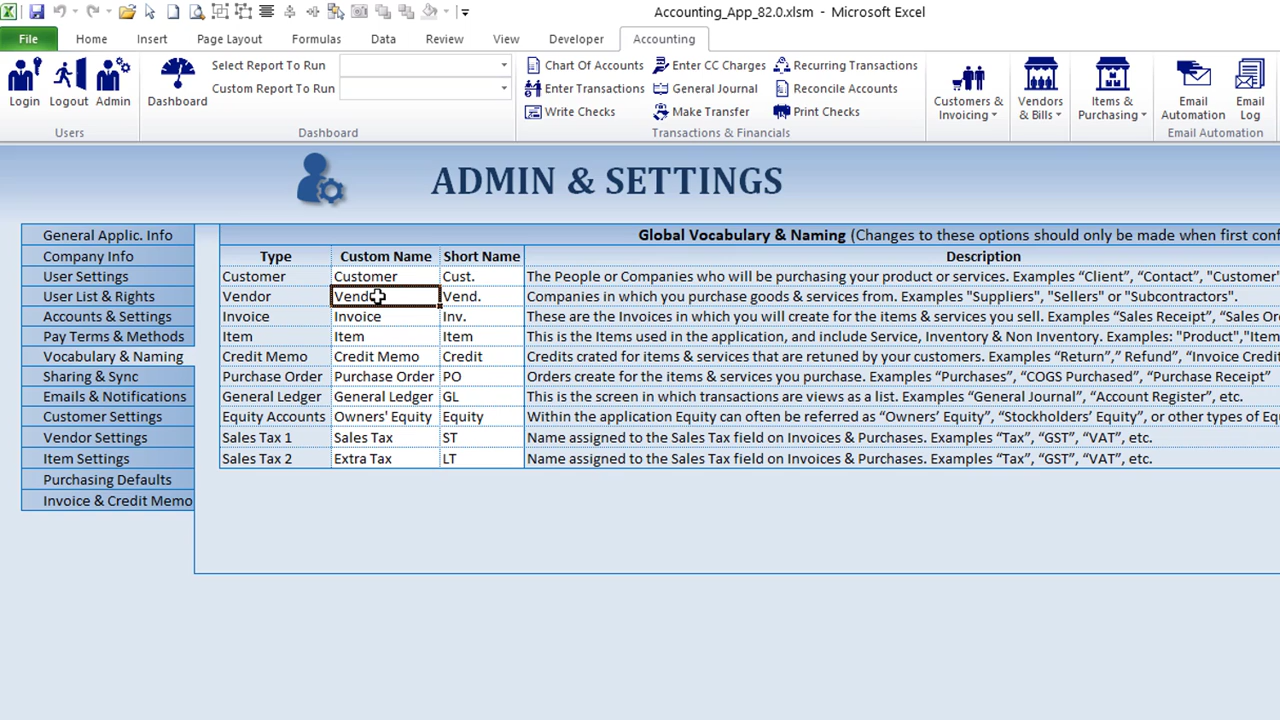 Accounting_App_82.0.xlsm - Microsoft Excel
File Home Insert Page Layout Formulas Data Review View Developer Accounting
Select Report To Run
Custom Report To Run
Login Logout Admin Dashboard
Users Dashboard
Chart Of Accounts Enter CC Charges Recurring Transactions
Enter Transactions General Journal Reconcile Accounts
Write Checks Make Transfer Print Checks
Transactions & Financials
Customers & Invoicing
Vendors & Bills
Items & Purchasing
Email Automation
Email Log
Email Automation
ADMIN & SETTINGS
General Applic. Info
Company Info
User Settings
User List & Rights
Accounts & Settings
Pay Terms & Methods
Vocabulary & Naming
Sharing & Sync
Emails & Notifications
Customer Settings
Vendor Settings
Item Settings
Purchasing Defaults
Invoice & Credit Memo
Global Vocabulary & Naming (Changes to these options should only be made when first
Type Custom Name Short Name Description
Customer Customer Cust. The People or Companies who will be purchasing your product or services. Examples “Client”, “Contact”, "Customer"
Vendor Vend. Companies in which you purchase goods & services from. Examples: "Suppliers", "Sellers" or "Subcontractors".
Invoice Invoice Inv. These are the Invoices in which you will create for the items & services you sell. Examples “Sales Receipt”, “Sales
Item Item Item This is the Items used in the application, and include Service, Inventory & Non Inventory. Examples: "Product",
Credit Memo Credit Memo Credit Credits crated for items & services that are retuned by your customers. Examples “Return”,” Refund”, “Invoice
Purchase Order Purchase Order PO Orders create for the items & services you purchase. Examples “Purchases”, “COGS Purchased”, “Purchase Receipt”
General Ledger General Ledger GL This is the screen in which transactions are views as a list. Examples “General Journal”, “Account Register”, etc.
Equity Accounts Owners' Equity Equity Within the application Equity can often be referred as “Owners’ Equity”, “Stockholders’ Equity”, or other types of
Sales Tax 1 Sales Tax ST Name assigned to the Sales Tax field on Invoices & Purchases. Examples “Tax”, “GST”, “VAT”, etc.
Sales Tax 2 Extra Tax LT Name assigned to the Sales Tax field on Invoices & Purchases. Examples “Tax”, “GST”, “VAT”, etc.